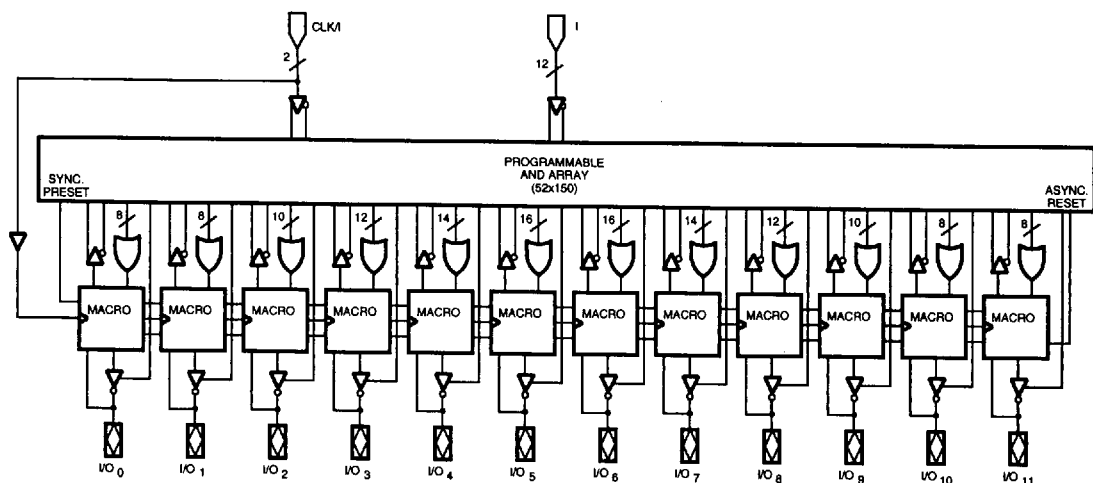 CLK/I
I
2
12
PROGRAMMABLE
AND ARRAY
(52x150)
SYNC.
PRESET
ASYNC.
RESET
8 8 10 12 14 16 16 14 12 10 8 8
MACRO MACRO MACRO MACRO MACRO MACRO MACRO MACRO MACRO MACRO MACRO MACRO
I/O 0 I/O 1 I/O 2 I/O 3 I/O 4 I/O 5 I/O 6 I/O 7 I/O 8 I/O 9 I/O 10 I/O 11